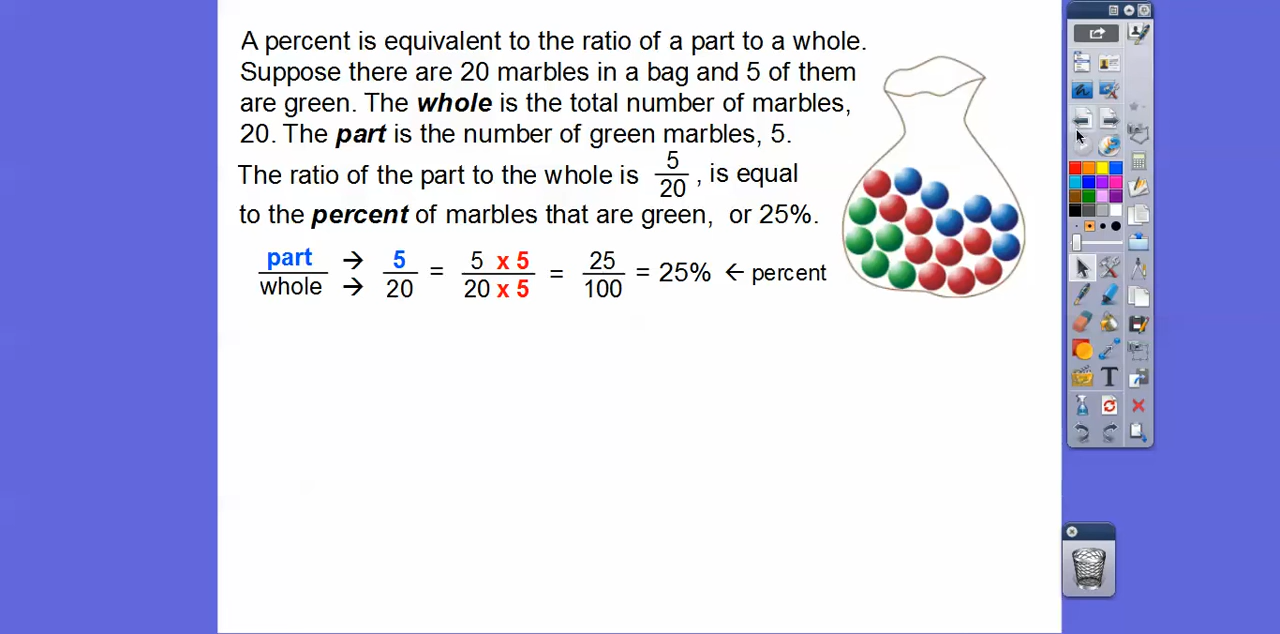 A percent is equivalent to the ratio of a part to a whole.
Suppose there are 20 marbles in a bag and 5 of them
are green. The whole is the total number of marbles,
20. The part is the number of green marbles, 5.
The ratio of the part to the whole is 5/20 , is equal
to the percent of marbles that are green, or 25%.
part/whole → → 5/20 = 5 x 5/20 x 5 = 25/100 = 25% ← percent
T